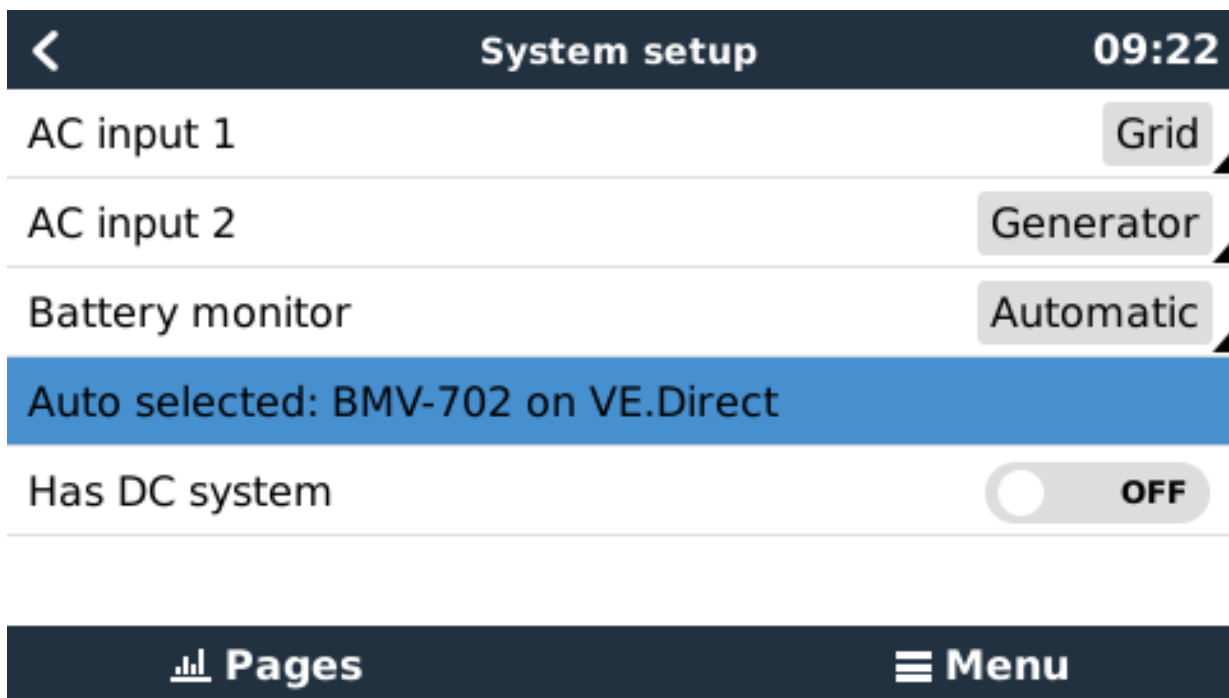 System setup 09:22
AC input 1 Grid
AC input 2 Generator
Battery monitor Automatic
Auto selected: BMV-702 on VE.Direct
Has DC system OFF
Pages Menu